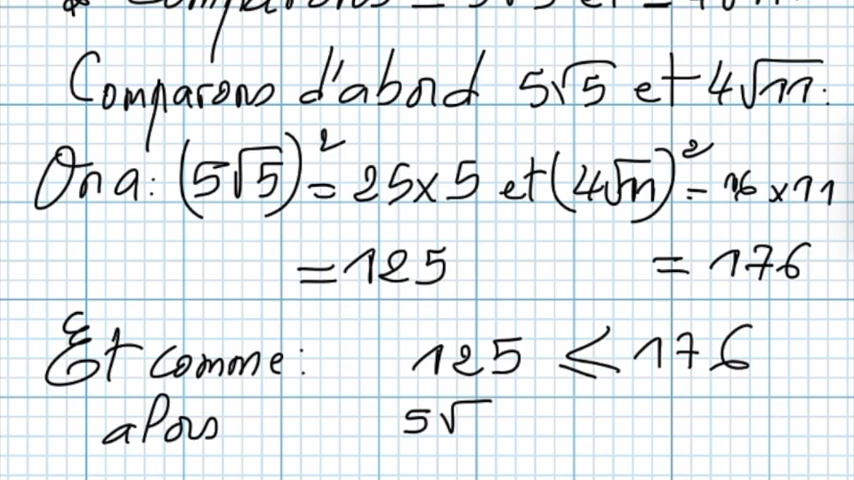 Comparons d'abord 5√5 et 4√11.
On a: (5√5)² = 25×5 et (4√11)² = 16×11
=125 = 176
Et comme: 125 ≤ 176
alors 5√